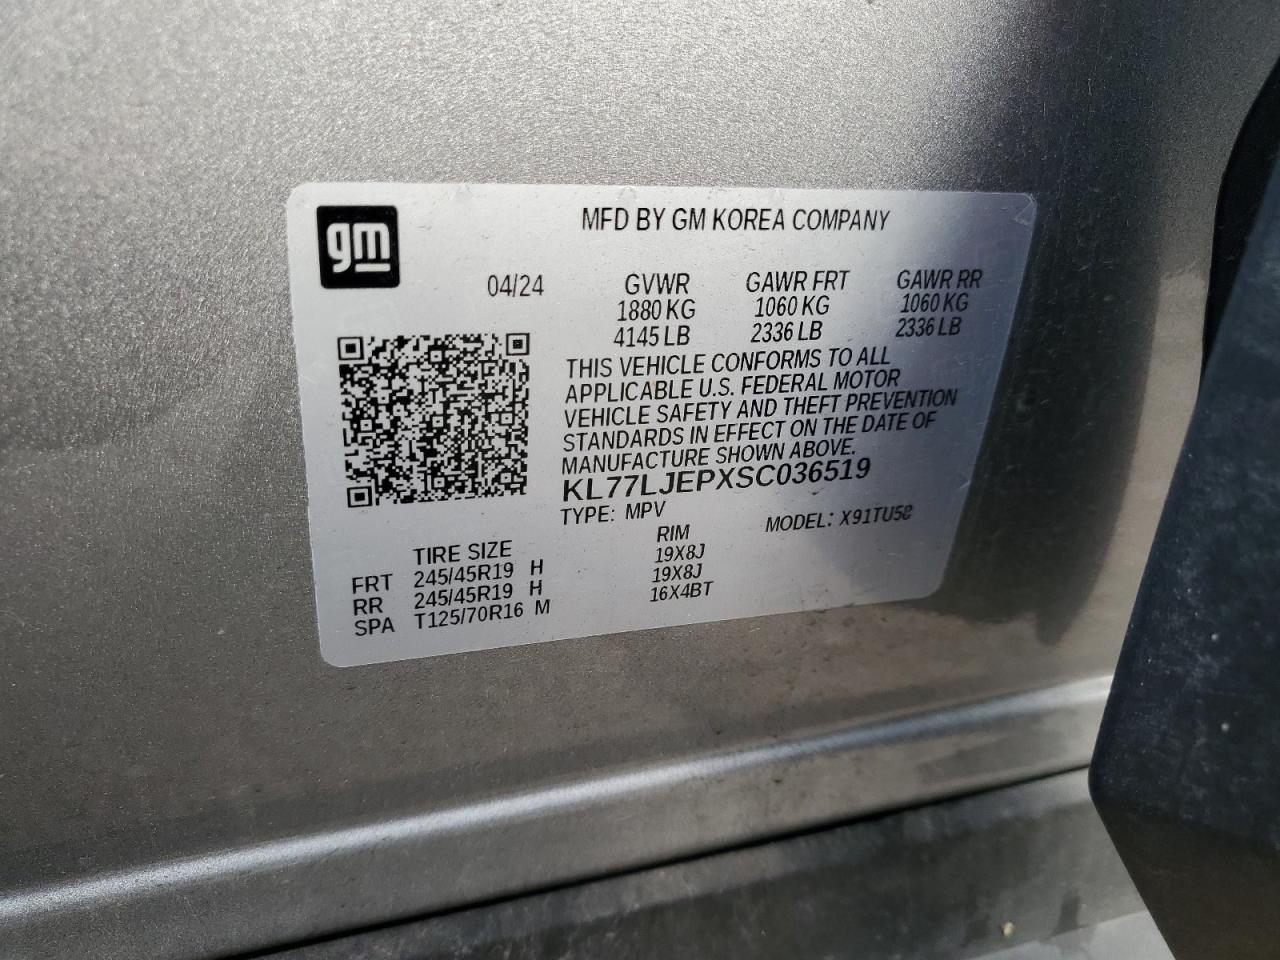 gm
MFD BY GM KOREA COMPANY
04/24 GVWR GAWR FRT GAWR RR
1880 KG 1060 KG 1060 KG
4145 LB 2336 LB 2336 LB
THIS VEHICLE CONFORMS TO ALL
APPLICABLE U.S. FEDERAL MOTOR
VEHICLE SAFETY AND THEFT PREVENTION
STANDARDS IN EFFECT ON THE DATE OF
MANUFACTURE SHOWN ABOVE.
KL77LJEPXSC036519
TYPE: MPV MODEL: X91TU58
TIRE SIZE RIM
FRT 245/45R19 H 19X8J
RR 245/45R19 H 19X8J
SPA T125/70R16 M 16X4BT